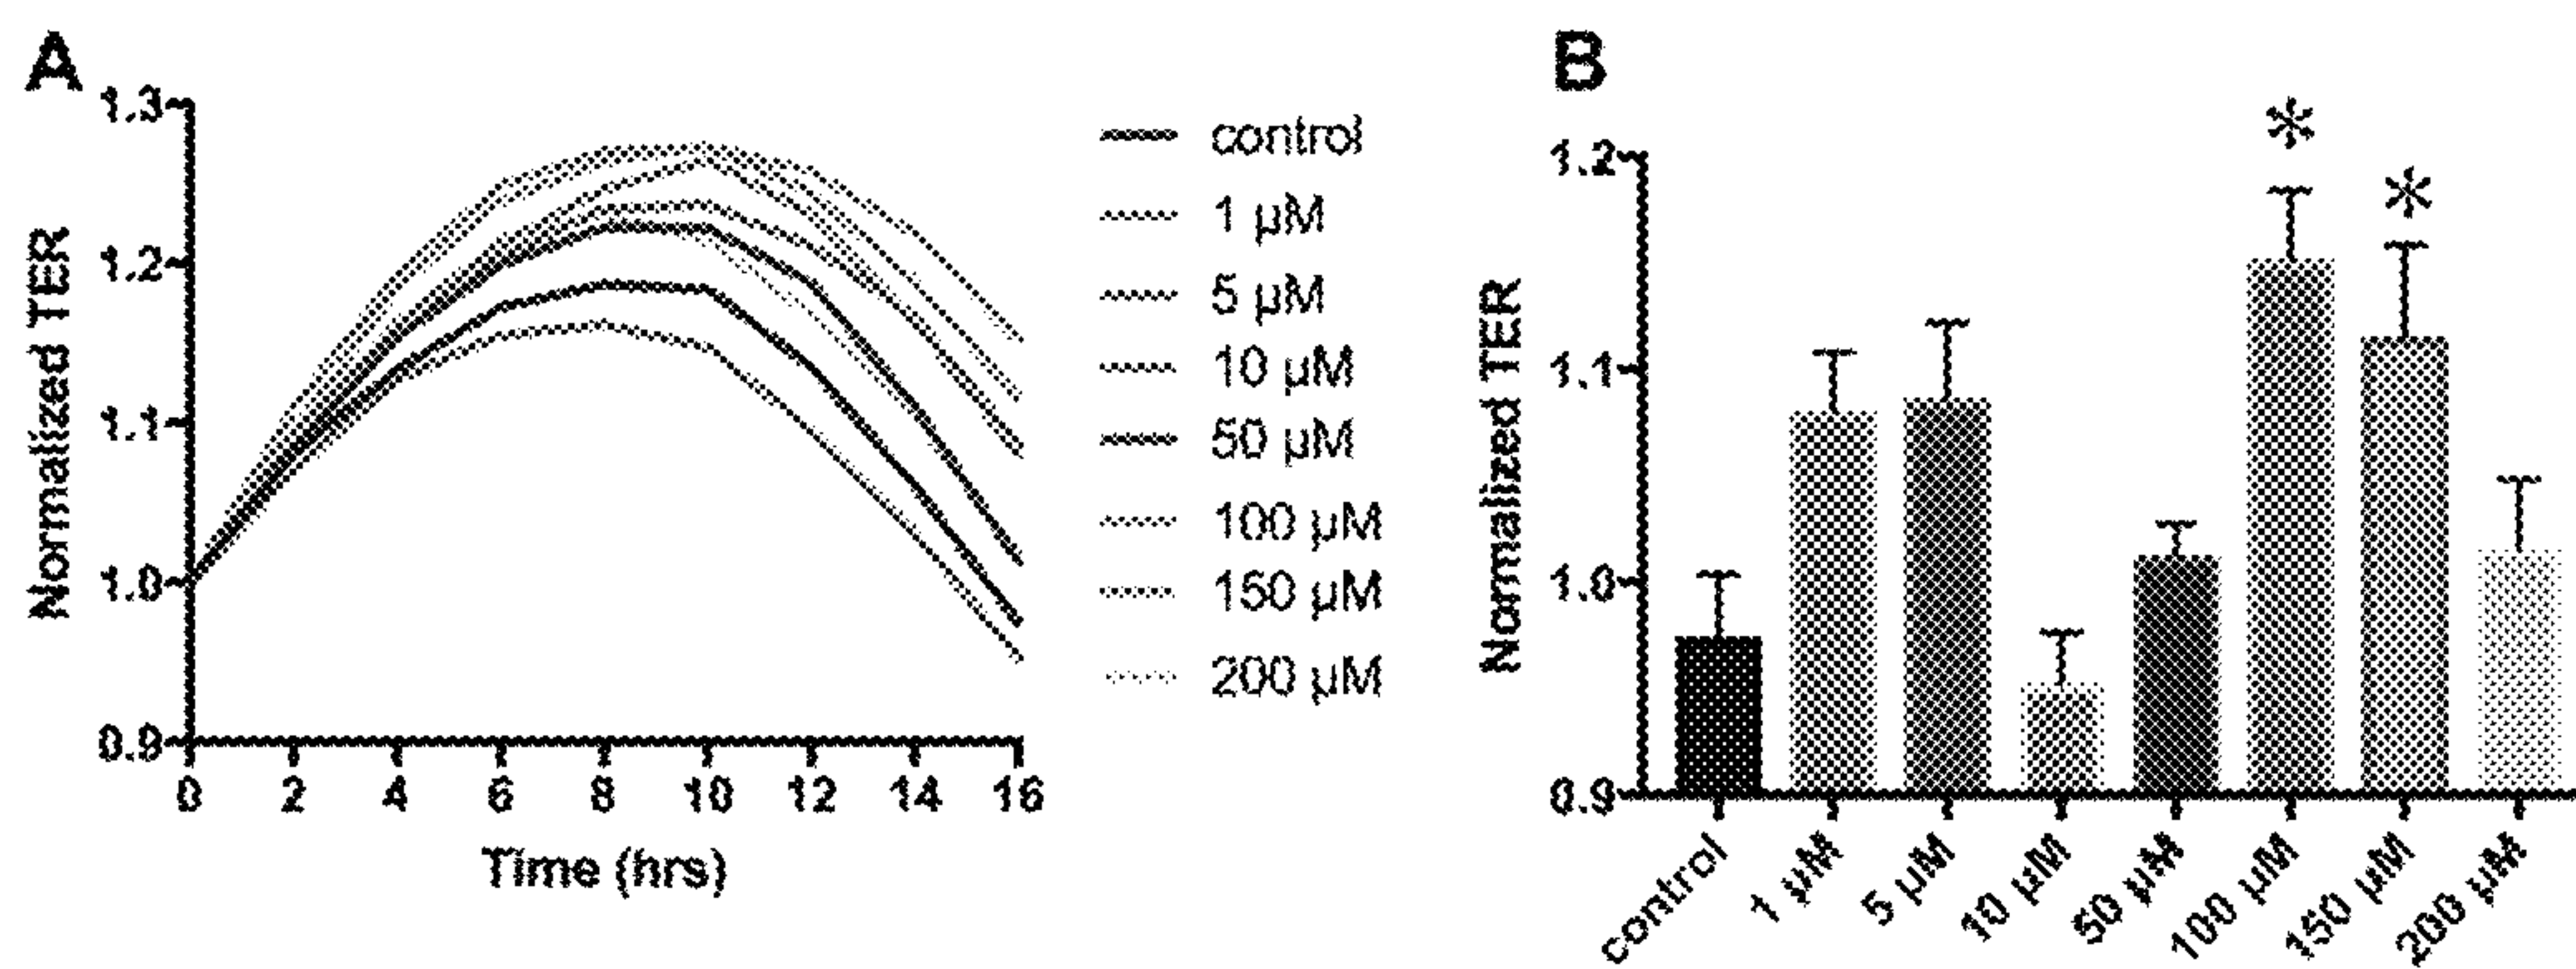 A
Normalized TER
1.3
1.2
1.1
1.0
0.9
0 2 4 6 8 10 12 14 16
Time (hrs)
control
1 µM
5 µM
10 µM
50 µM
100 µM
150 µM
200 µM
B
Normalized TER
1.2
1.1
1.0
0.9
*
*
control 1 µM 5 µM 10 µM 50 µM 100 µM 150 µM 200 µM